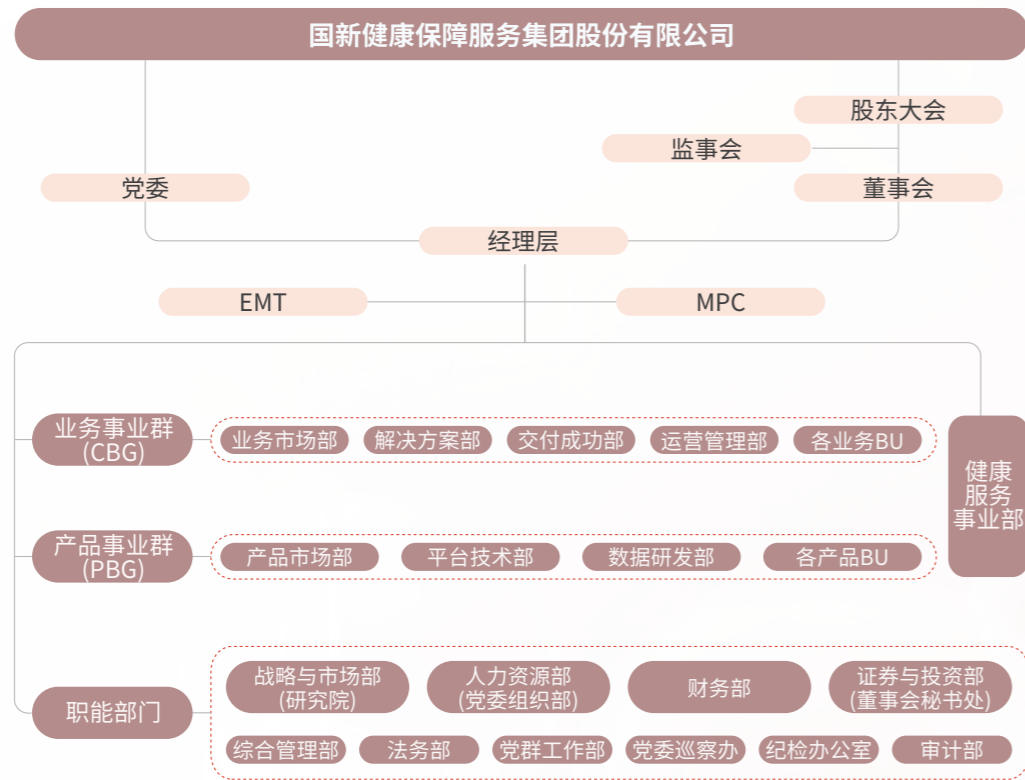 国新健康保障服务集团股份有限公司
股东大会
监事会
党委
董事会
经理层
EMT
MPC
业务事业群
(CBG)
业务市场部
解决方案部
交付成功部
运营管理部
各业务BU
健康
服务
事业部
产品事业群
(PBG)
产品市场部
平台技术部
数据研发部
各产品BU
职能部门
战略与市场部
(研究院)
人力资源部
(党委组织部)
财务部
证券与投资部
(董事会秘书处)
综合管理部
法务部
党群工作部
党委巡察办
纪检办公室
审计部